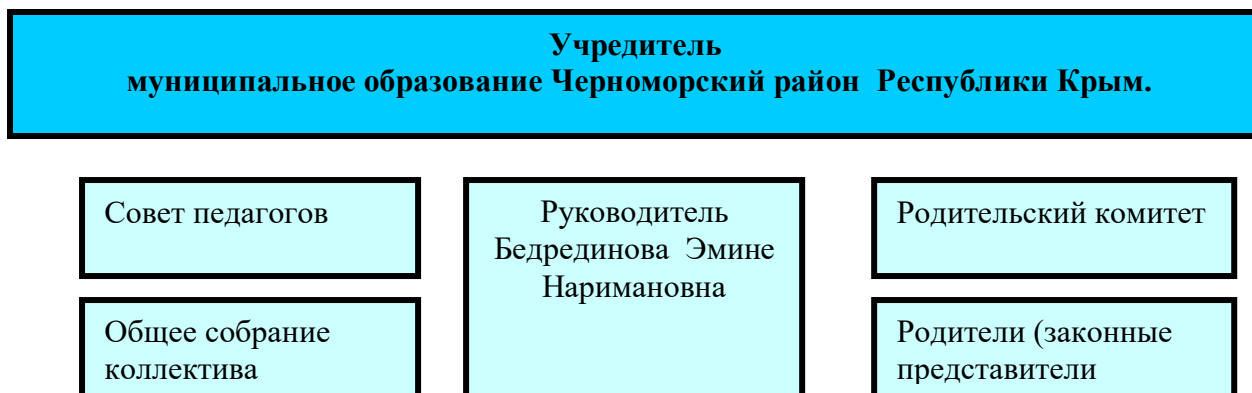 Учредитель
муниципальное образование Черноморский район Республики Крым.
Совет педагогов
Руководитель
Бедрединова Эмине
Наримановна
Родительский комитет
Общее собрание
коллектива
Родители (законные
представители